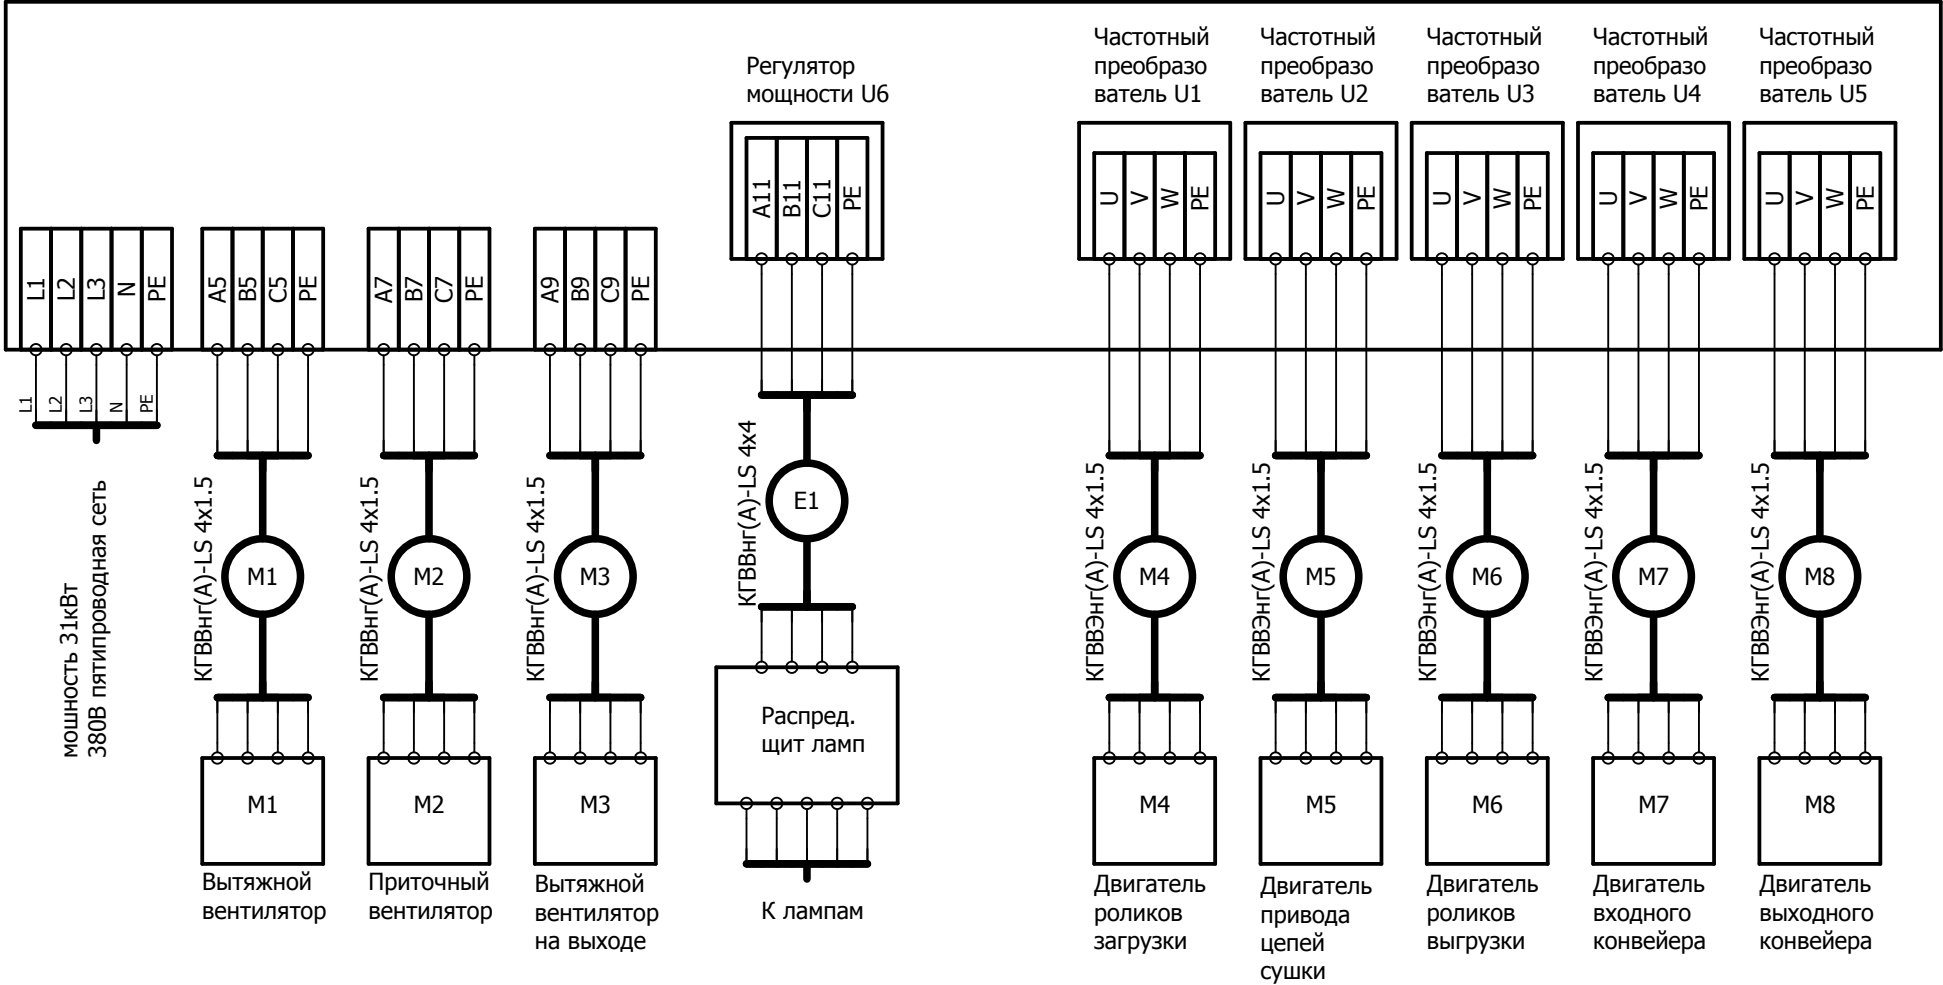 Регулятор
мощности U6
Частотный
преобразо
ватель U1
Частотный
преобразо
ватель U2
Частотный
преобразо
ватель U3
Частотный
преобразо
ватель U4
Частотный
преобразо
ватель U5
A11
B11
C11
PE
U
V
W
PE
U
V
W
PE
U
V
W
PE
U
V
W
PE
U
V
W
PE
L1
L2
L3
N
PE
A5
B5
C5
PE
A7
B7
C7
PE
A9
B9
C9
PE
L1
L2
L3
N
PE
мошность 31кВт
380В пятипроводная сеть
КГВВнг(А)-LS 4x1.5
M1
КГВВнг(А)-LS 4x1.5
M2
КГВВнг(А)-LS 4x1.5
M3
КГВВнг(А)-LS 4x4
E1
КГВВЭнг(А)-LS 4x1.5
M4
КГВВЭнг(А)-LS 4x1.5
M5
КГВВЭнг(А)-LS 4x1.5
M6
КГВВЭнг(А)-LS 4x1.5
M7
КГВВЭнг(А)-LS 4x1.5
M8
M1
M2
M3
Распред.
щит ламп
M4
M5
M6
M7
M8
Вытяжной
вентилятор
Приточный
вентилятор
Вытяжной
вентилятор
на выходе
К лампам
Двигатель
роликов
загрузки
Двигатель
привода
цепей
сушки
Двигатель
роликов
выгрузки
Двигатель
входного
конвейера
Двигатель
выходного
конвейера